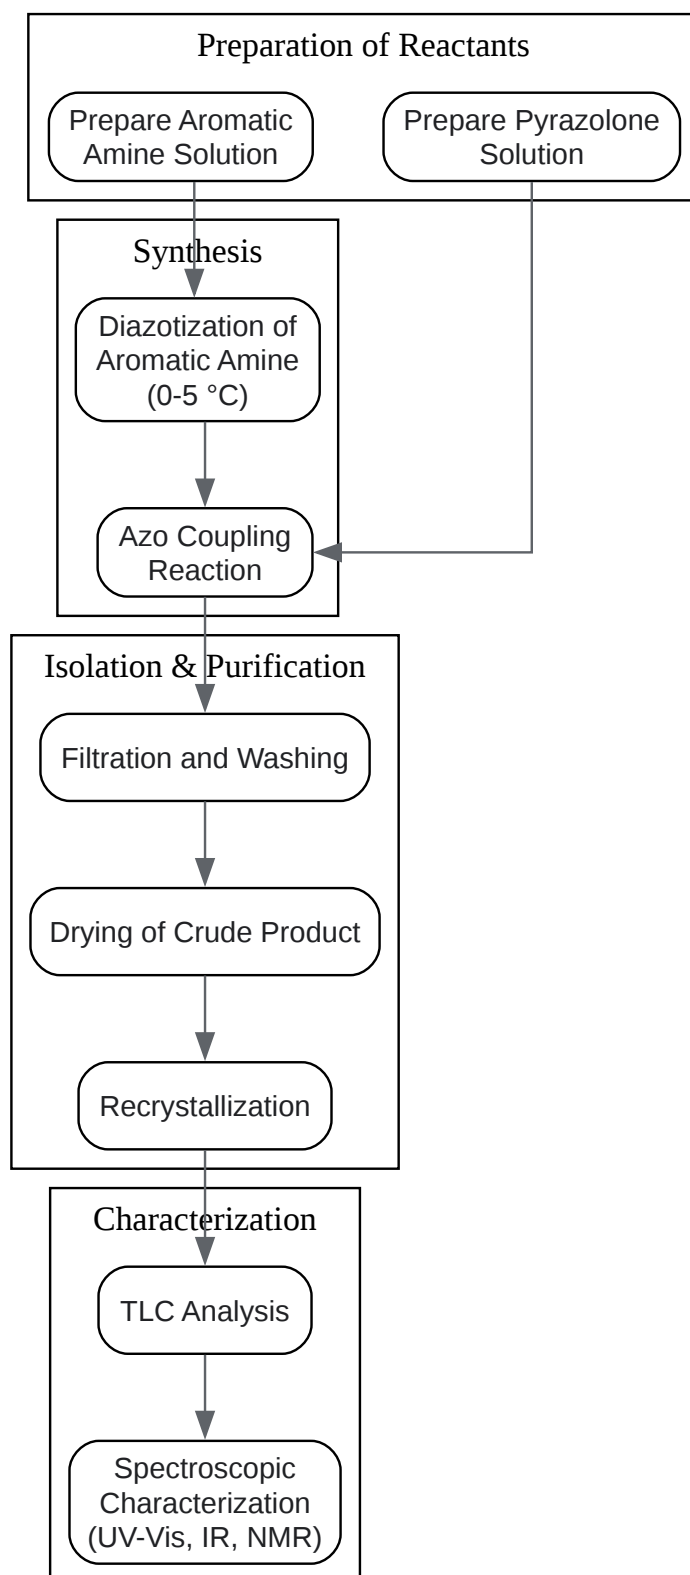 Preparation of Reactants
Prepare Aromatic
Amine Solution
Prepare Pyrazolone
Solution
Synthesis
Diazotization of
Aromatic Amine
(0-5 °C)
Azo Coupling
Reaction
Isolation & Purification
Filtration and Washing
Drying of Crude Product
Recrystallization
Characterization
TLC Analysis
Spectroscopic
Characterization
(UV-Vis, IR, NMR)